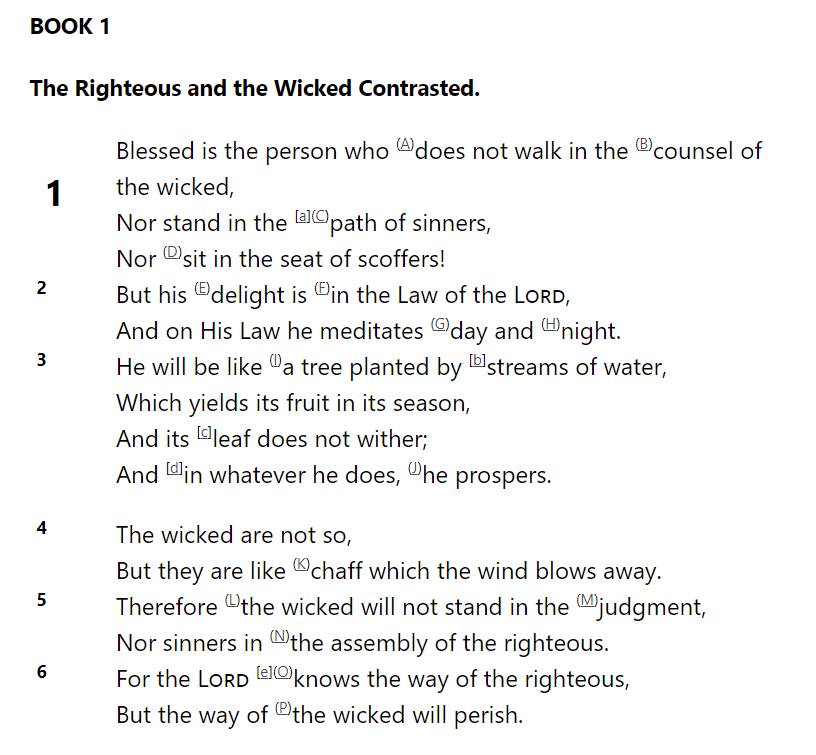 BOOK 1
The Righteous and the Wicked Contrasted.
1 Blessed is the person who (A)does not walk in the (B)counsel of
the wicked,
Nor stand in the [a](C)path of sinners,
Nor (D)sit in the seat of scoffers!
2 But his (E)delight is (F)in the Law of the LORD,
And on His Law he meditates (G)day and (H)night.
3 He will be like (I)a tree planted by [b]streams of water,
Which yields its fruit in its season,
And its [c]leaf does not wither;
And [d]in whatever he does, (J)he prospers.
4 The wicked are not so,
But they are like (K)chaff which the wind blows away.
5 Therefore (L)the wicked will not stand in the (M)judgment,
Nor sinners in (N)the assembly of the righteous.
6 For the LORD [e](O)knows the way of the righteous,
But the way of (P)the wicked will perish.